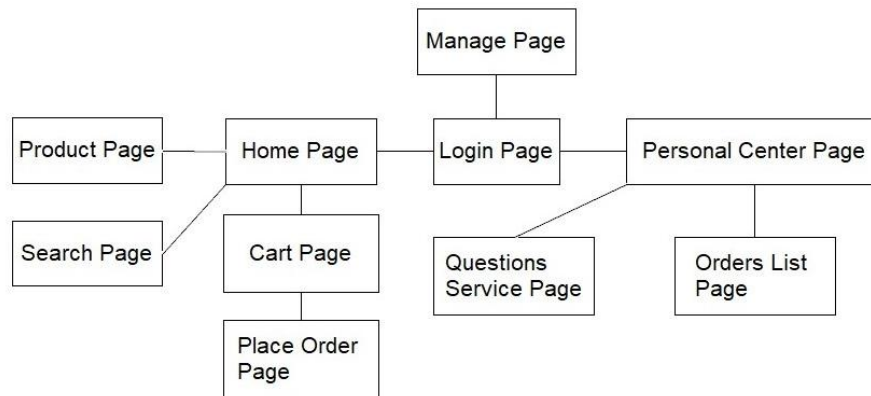 Manage Page
Product Page
Home Page
Login Page
Personal Center Page
Search Page
Cart Page
Questions
Service Page
Orders List
Page
Place Order
Page